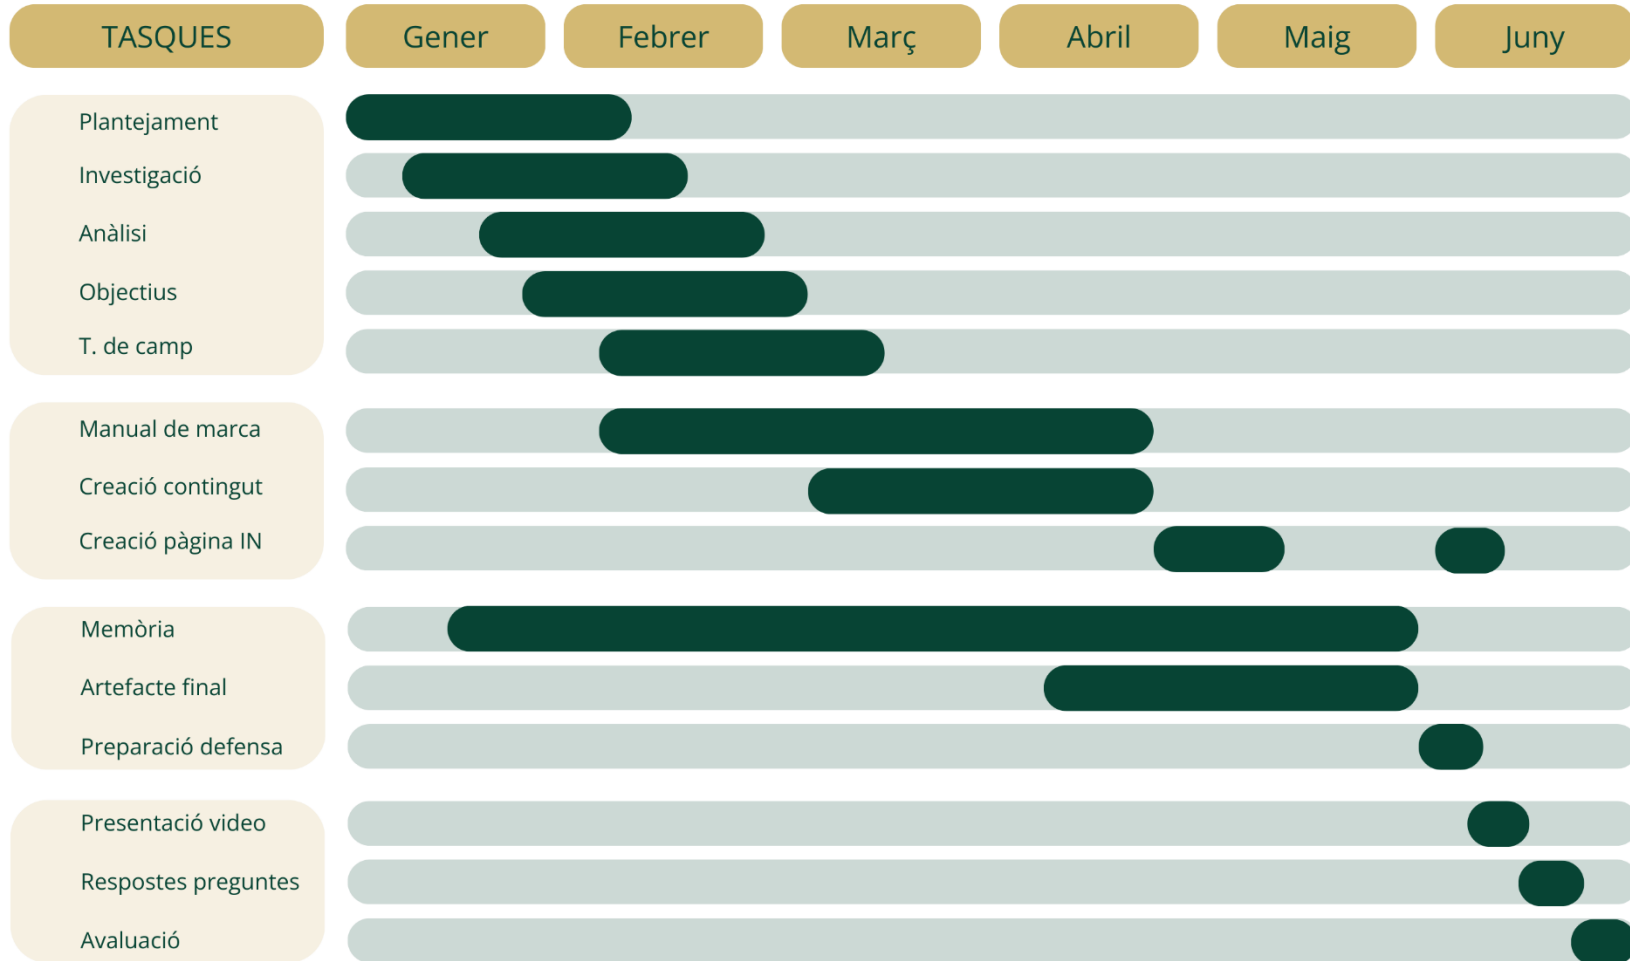 TASQUES
Gener
Febrer
Març
Abril
Maig
Juny
Plantejament
Investigació
Anàlisi
Objectius
T. de camp
Manual de marca
Creació contingut
Creació pàgina IN
Memòria
Artefacte final
Preparació defensa
Presentació video
Respostes preguntes
Avaluació